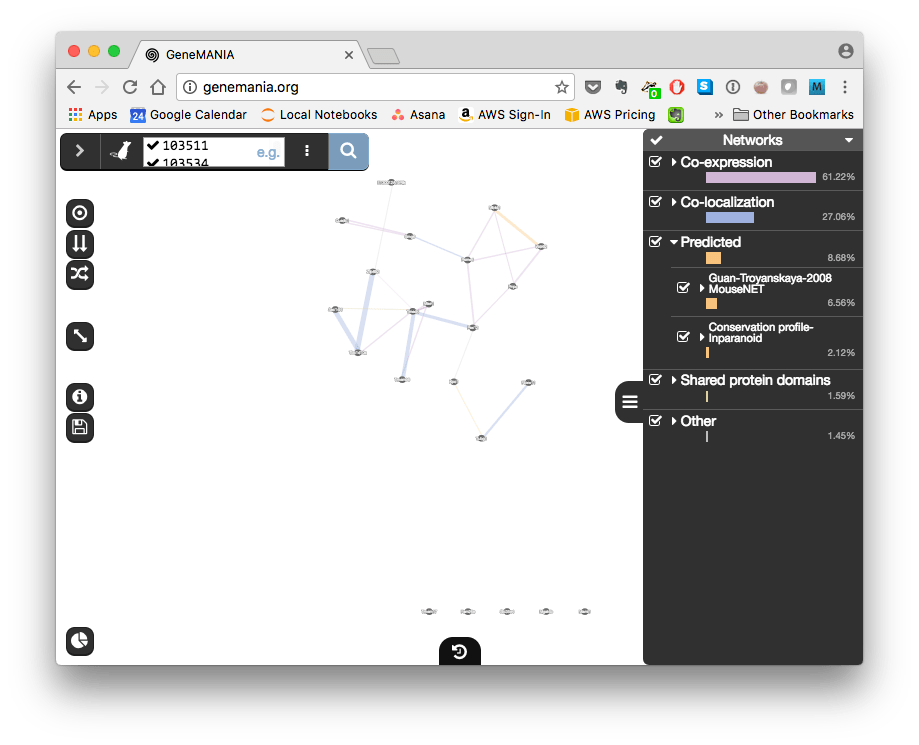 GeneMANIA
genemania.org
0
Apps
24
Google Calendar
Local Notebooks
Asana
AWS Sign-In
AWS Pricing
»
Other Bookmarks
103511
103534
e.g.
Networks
Co-expression
61.22%
Co-localization
27.06%
Predicted
8.68%
Guan-Troyanskaya-2008
MouseNET
6.56%
Conservation profile-
Inparanoid
2.12%
Shared protein domains
1.59%
Other
1.45%